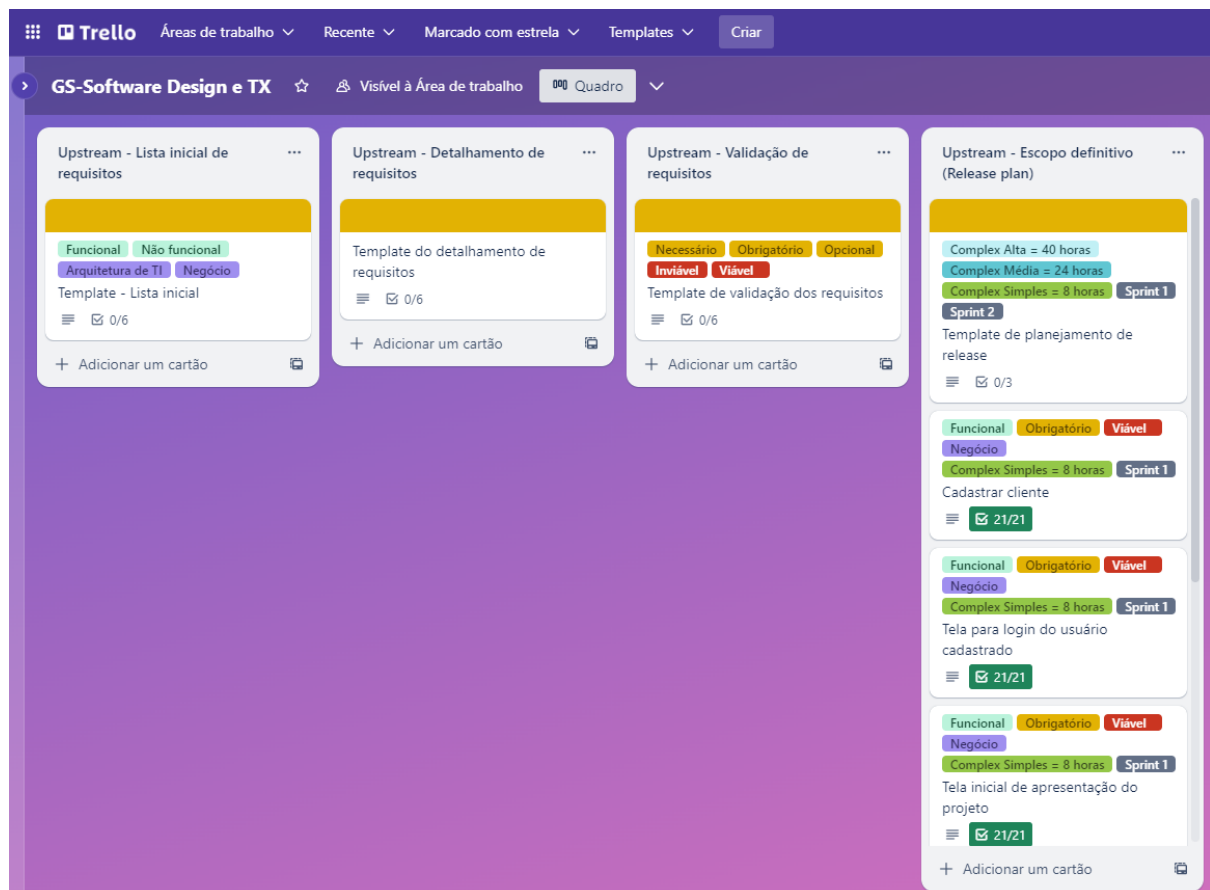 Trello Áreas de trabalho Recente Marcado com estrela Templates Criar
GS-Software Design e TX Visível à Área de trabalho Quadro
Upstream - Lista inicial de
requisitos
Funcional Não funcional
Arquitetura de TI Negócio
Template - Lista inicial
0/6
+ Adicionar um cartão
Upstream - Detalhamento de
requisitos
Template do detalhamento de
requisitos
0/6
+ Adicionar um cartão
Upstream - Validação de
requisitos
Necessário Obrigatório Opcional
Inviável Viável
Template de validação dos requisitos
0/6
+ Adicionar um cartão
Upstream - Escopo definitivo
(Release plan)
Complex Alta = 40 horas
Complex Média = 24 horas
Complex Simples = 8 horas Sprint 1
Sprint 2
Template de planejamento de
release
0/3
Funcional Obrigatório Viável
Negócio
Complex Simples = 8 horas Sprint 1
Cadastrar cliente
21/21
Funcional Obrigatório Viável
Negócio
Complex Simples = 8 horas Sprint 1
Tela para login do usuário
cadastrado
21/21
Funcional Obrigatório Viável
Negócio
Complex Simples = 8 horas Sprint 1
Tela inicial de apresentação do
projeto
21/21
+ Adicionar um cartão